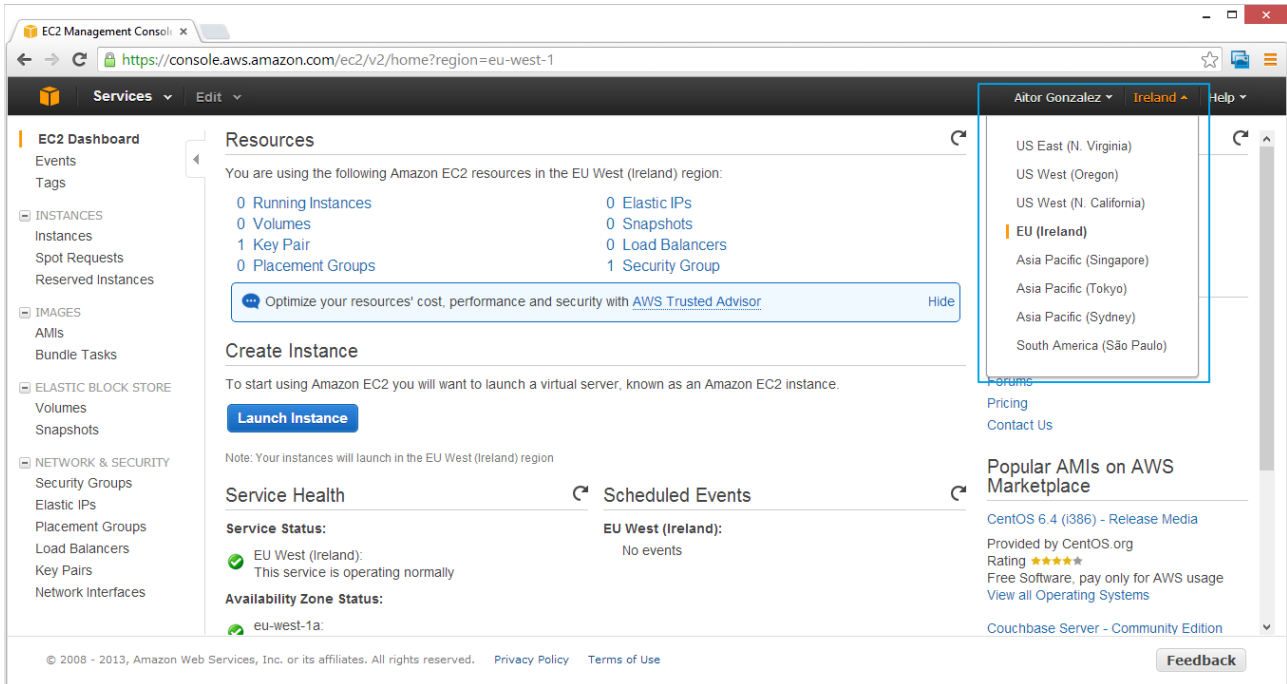 EC2 Management Consol
https://console.aws.amazon.com/ec2/v2/home?region=eu-west-1
Services
Edit
Aitor Gonzalez
Ireland
Help
EC2 Dashboard
Events
Tags
INSTANCES
Instances
Spot Requests
Reserved Instances
IMAGES
AMIs
Bundle Tasks
ELASTIC BLOCK STORE
Volumes
Snapshots
NETWORK & SECURITY
Security Groups
Elastic IPs
Placement Groups
Load Balancers
Key Pairs
Network Interfaces
Resources
You are using the following Amazon EC2 resources in the EU West (Ireland) region:
0 Running Instances
0 Elastic IPs
0 Volumes
0 Snapshots
1 Key Pair
0 Load Balancers
0 Placement Groups
1 Security Group
Optimize your resources' cost, performance and security with AWS Trusted Advisor
Hide
Create Instance
To start using Amazon EC2 you will want to launch a virtual server, known as an Amazon EC2 instance.
Launch Instance
Note: Your instances will launch in the EU West (Ireland) region
Service Health
Service Status:
EU West (Ireland):
This service is operating normally
Availability Zone Status:
eu-west-1a:
Scheduled Events
EU West (Ireland):
No events
US East (N. Virginia)
US West (Oregon)
US West (N. California)
EU (Ireland)
Asia Pacific (Singapore)
Asia Pacific (Tokyo)
Asia Pacific (Sydney)
South America (São Paulo)
Forums
Pricing
Contact Us
Popular AMIs on AWS
Marketplace
CentOS 6.4 (i386) - Release Media
Provided by CentOS.org
Rating
Free Software, pay only for AWS usage
View all Operating Systems
Couchbase Server - Community Edition
© 2008 - 2013, Amazon Web Services, Inc. or its affiliates. All rights reserved.
Privacy Policy
Terms of Use
Feedback